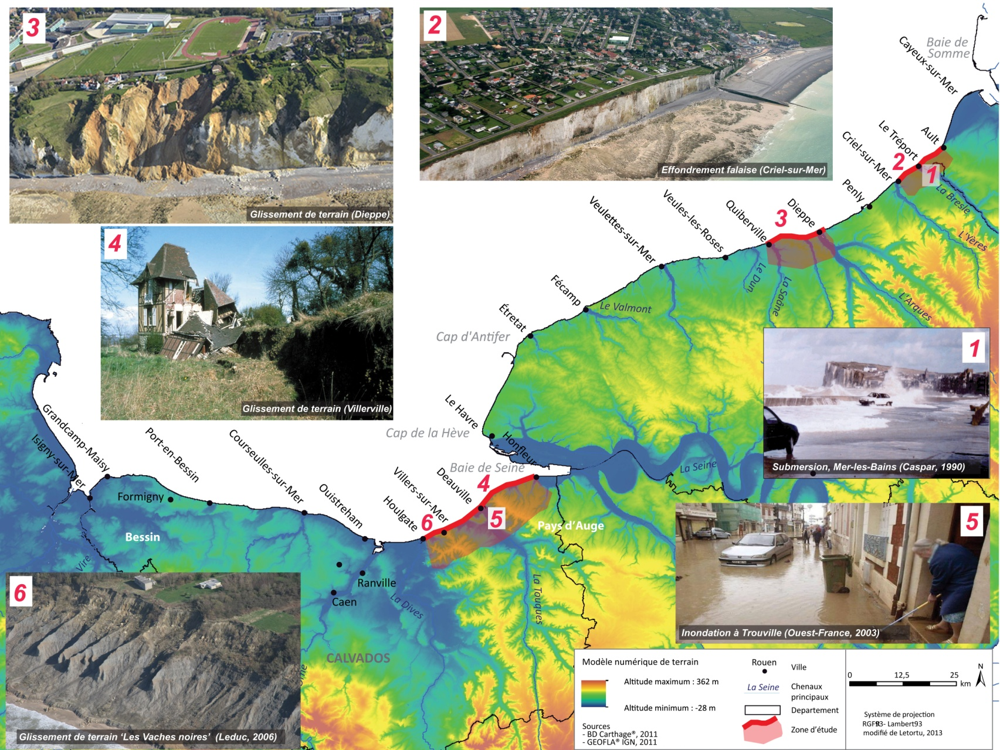 3
Glissement de terrain (Dieppe)
2
Effondrement falaise (Criel-sur-Mer)
4
Glissement de terrain (Villerville)
Baie de
Somme
Cayeux-sur-Mer
Ault
Le Tréport
Criel-sur-Mer
2
1
Penly
La Bresle
L'Yères
Dieppe
3
Quiberville
Veules-les-Roses
Veulettes-sur-Mer
Le Dun
La Saâne
L'Arques
Fécamp
Le Valmont
Étretat
Cap d'Antifer
1
Submersion, Mer-les-Bains (Caspar, 1990)
Le Havre
Cap de la Hève
Honfleur
Baie de Seine
La Seine
Grandcamp-Maisy
Isigny-sur-Mer
Port-en-Bessin
Courseulles-sur-Mer
Ouistreham
Houlgate
Villers-sur-Mer
Deauville
4
5
6
Formigny
Bessin
Vire
Pays d'Auge
Ranville
Caen
La Dives
La Touques
CALVADOS
5
Inondation à Trouville (Ouest-France, 2003)
6
Glissement de terrain 'Les Vaches noires' (Leduc, 2006)
Modèle numérique de terrain
Altitude maximum : 362 m
Altitude minimum : -28 m
Sources
- BD Carthage®, 2011
- GEOFLA® IGN, 2011
Rouen
Ville
La Seine
Chenaux
principaux
Departement
Zone d'étude
0 12,5 25
km
N
Système de projection
- Lambert93
modifié de Letortu, 2013